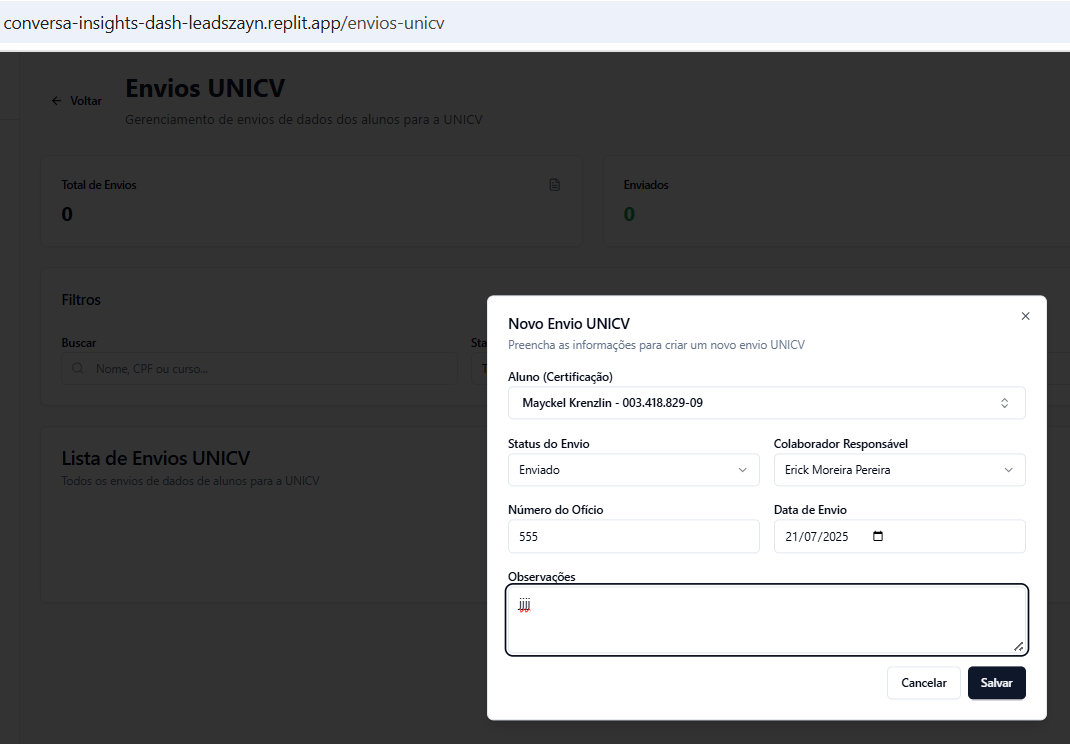 conversa-insights-dash-leadszayn.replit.app/envios-unicv
Voltar
Envios UNICV
Gerenciamento de envios de dados dos alunos para a UNICV
Total de Envios
0
Enviados
0
Filtros
Buscar
Nome, CPF ou curso...
Sta
T
Lista de Envios UNICV
Todos os envios de dados de alunos para a UNICV
Novo Envio UNICV
Preencha as informações para criar um novo envio UNICV
Aluno (Certificação)
Mayckel Krenzlin - 003.418.829-09
Status do Envio
Colaborador Responsável
Enviado
Erick Moreira Pereira
Número do Ofício
Data de Envio
555
21/07/2025
Observações
jjjj
Cancelar
Salvar